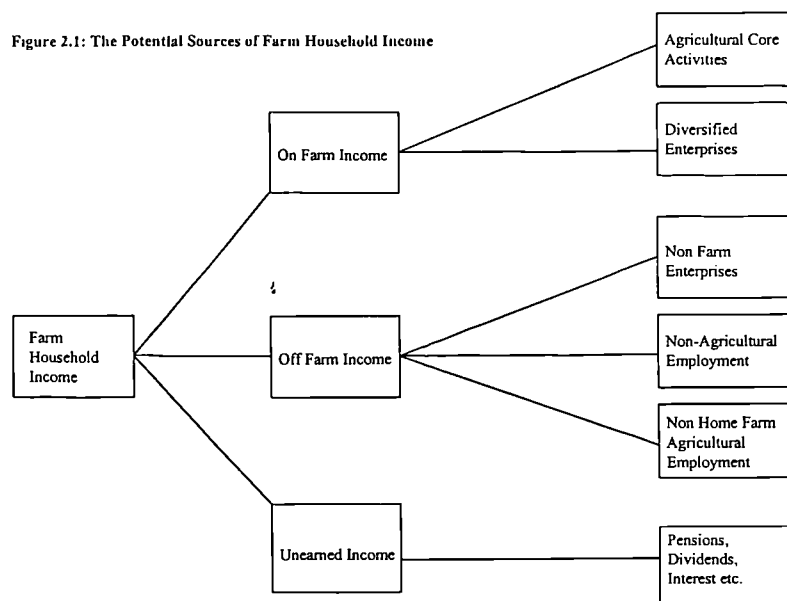 Figure 2.1: The Potential Sources of Farm Household Income
Agricultural Core
Activities
Diversified
Enterprises
On Farm Income
Non Farm
Enterprises
Farm
Household
Income
Off Farm Income
Non-Agricultural
Employment
Non Home Farm
Agricultural
Employment
Unearned Income
Pensions,
Dividends,
Interest etc.